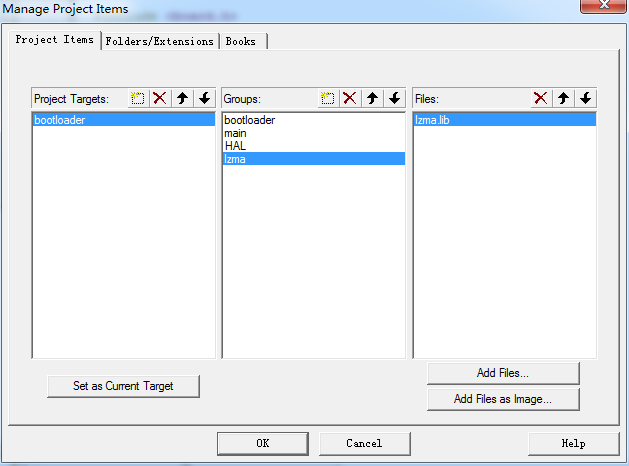 Manage Project Items
Project Items Folders/Extensions Books
Project Targets: Groups: Files:
bootloader
bootloader
main
HAL
lzma
lzma.lib
Set as Current Target
Add Files...
Add Files as Image...
OK Cancel Help